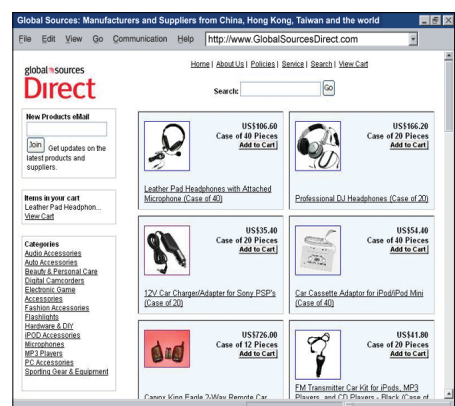 Global Sources: Manufacturers and Suppliers from China, Hong Kong, Taiwan and the world
File Edit View Go Communication Help http://www.GlobalSourcesDirect.com
global sources
Direct
Home | About Us | Policies | Service | Search | View Cart
Search: Go
New Products eMail
Join Get updates on the
latest products and
suppliers.
Items in your cart
Leather Pad Headphon...
View Cart
Categories
Audio Accessories
Auto Accessories
Beauty & Personal Care
Digital Camcorders
Electronic Game
Accessories
Fashion Accessories
Flashlights
Hardware & DIY
iPOD Accessories
Microphones
MP3 Players
PC Accessories
Sporting Gear & Equipment
US$106.60
Case of 40 Pieces
Add to Cart
Leather Pad Headphones with Attached
Microphone (Case of 40)
US$166.20
Case of 20 Pieces
Add to Cart
Professional DJ Headphones (Case of 20)
US$35.40
Case of 20 Pieces
Add to Cart
12V Car Charger/Adapter for Sony PSP's
(Case of 20)
US$54.40
Case of 40 Pieces
Add to Cart
Car Cassette Adaptor for iPod/iPod Mini
(Case of 40)
US$726.00
Case of 12 Pieces
Add to Cart
King Eagle 2-Way Remote Car
US$41.80
Case of 20 Pieces
Add to Cart
FM Transmitter Car Kit for iPods, MP3
Players, and CD Players - Black (Case of